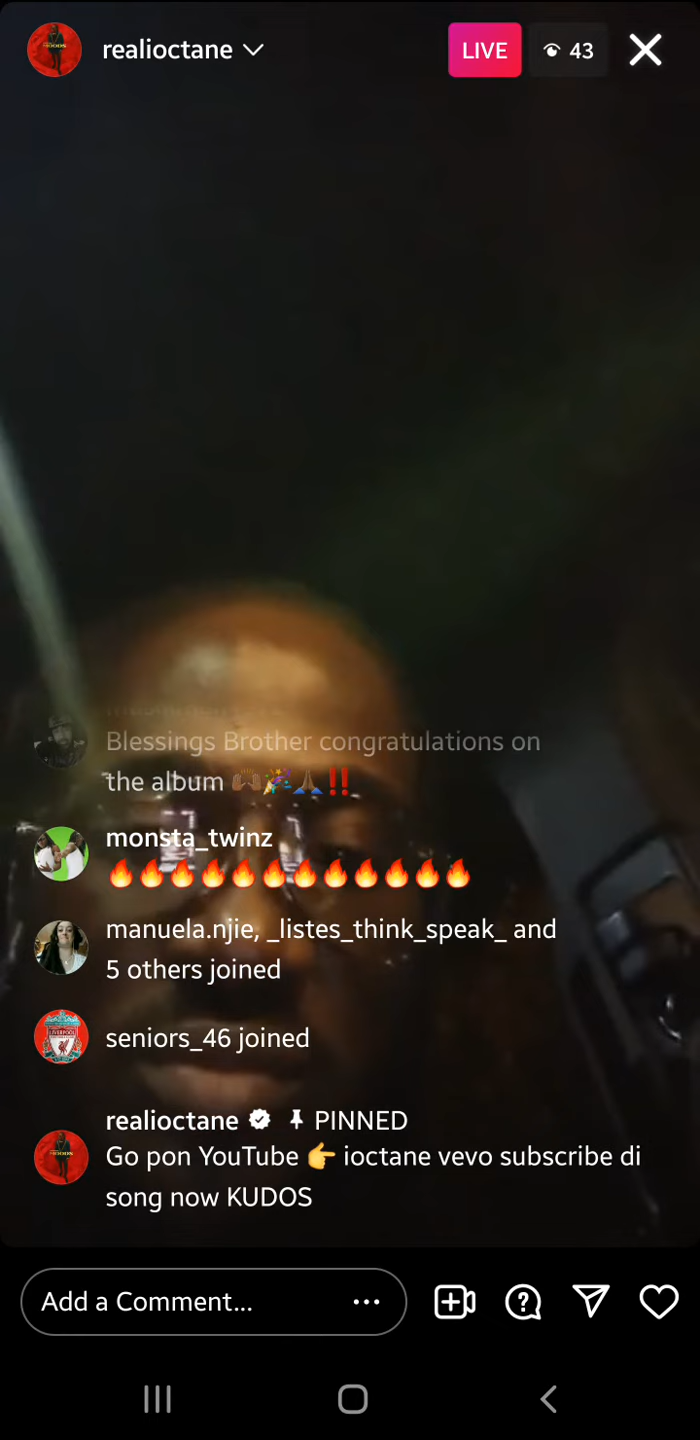 realioctane
LIVE
43
Blessings Brother congratulations on
the album 🙌🏾🎉🙏🏾‼️
monsta_twinz
🔥🔥🔥🔥🔥🔥🔥🔥🔥🔥🔥🔥
manuela.njie, _listes_think_speak_ and
5 others joined
seniors_46 joined
realioctane PINNED
Go pon YouTube 👉 ioctane vevo subscribe di
song now KUDOS
Add a Comment...